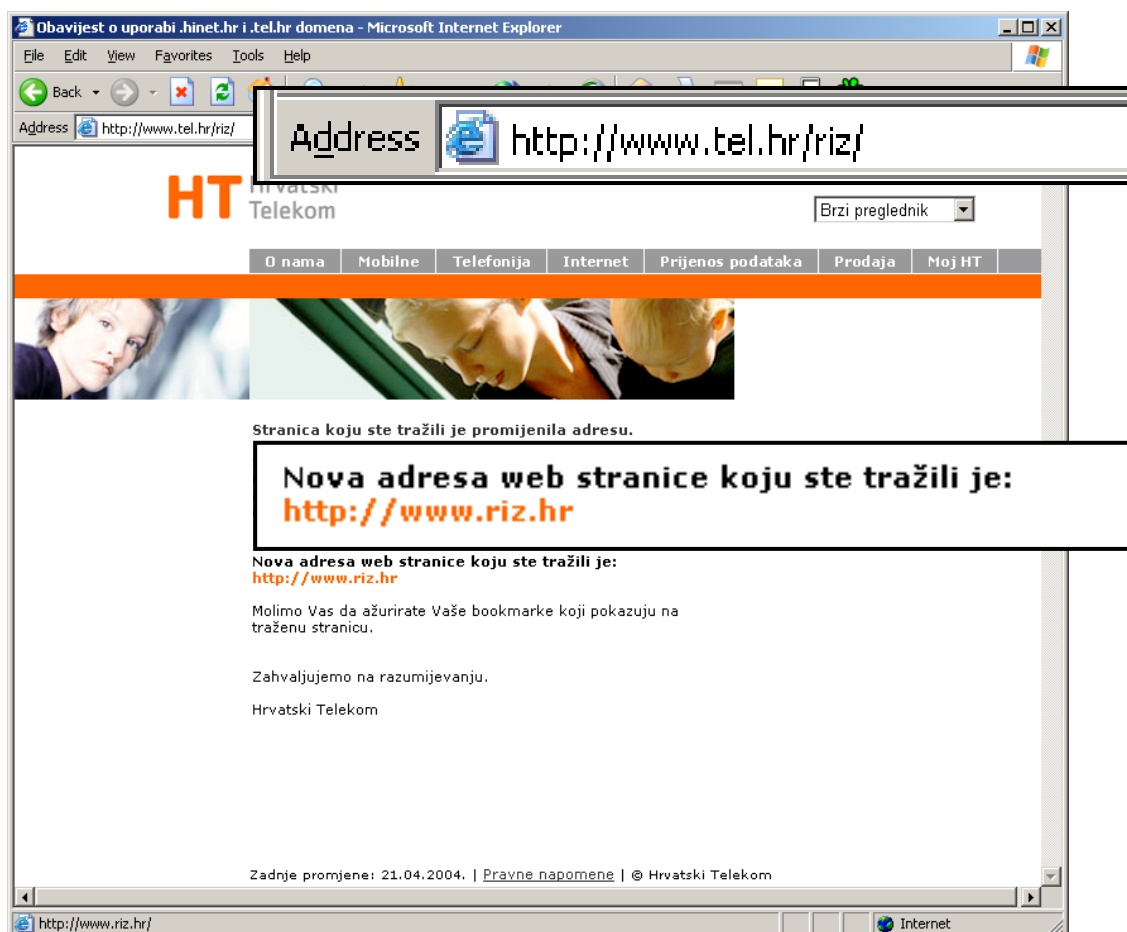 Obavijest o uporabi .hinet.hr i .tel.hr domena - Microsoft Internet Explorer
File Edit View Favorites Tools Help
Back
Address http://www.tel.hr/riz/
Address http://www.tel.hr/riz/
HT Hrvatski
Telekom
Brzi preglednik
O nama Mobilne Telefonija Internet Prijenos podataka Prodaja Moj HT
Stranica koju ste tražili je promijenila adresu.
Nova adresa web stranice koju ste tražili je:
http://www.riz.hr
Nova adresa web stranice koju ste tražili je:
http://www.riz.hr
Molimo Vas da ažurirate Vaše bookmarke koji pokazuju na
traženu stranicu.
Zahvaljujemo na razumijevanju.
Hrvatski Telekom
Zadnje promjene: 21.04.2004. | Pravne napomene | © Hrvatski Telekom
http://www.riz.hr/ Internet